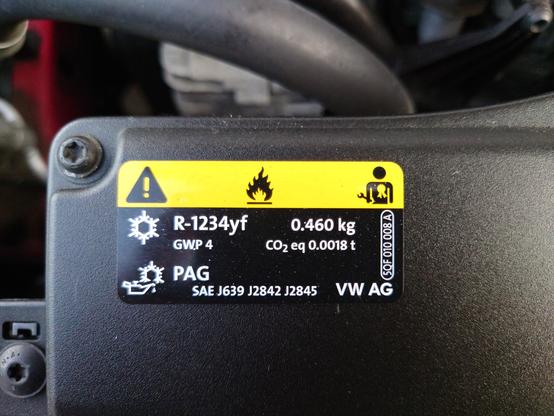 R-1234yf 0.460 kg
GWP 4 CO₂ eq 0.0018 t
PAG
SAE J639 J2842 J2845 VW AG
5QF 010 008 A